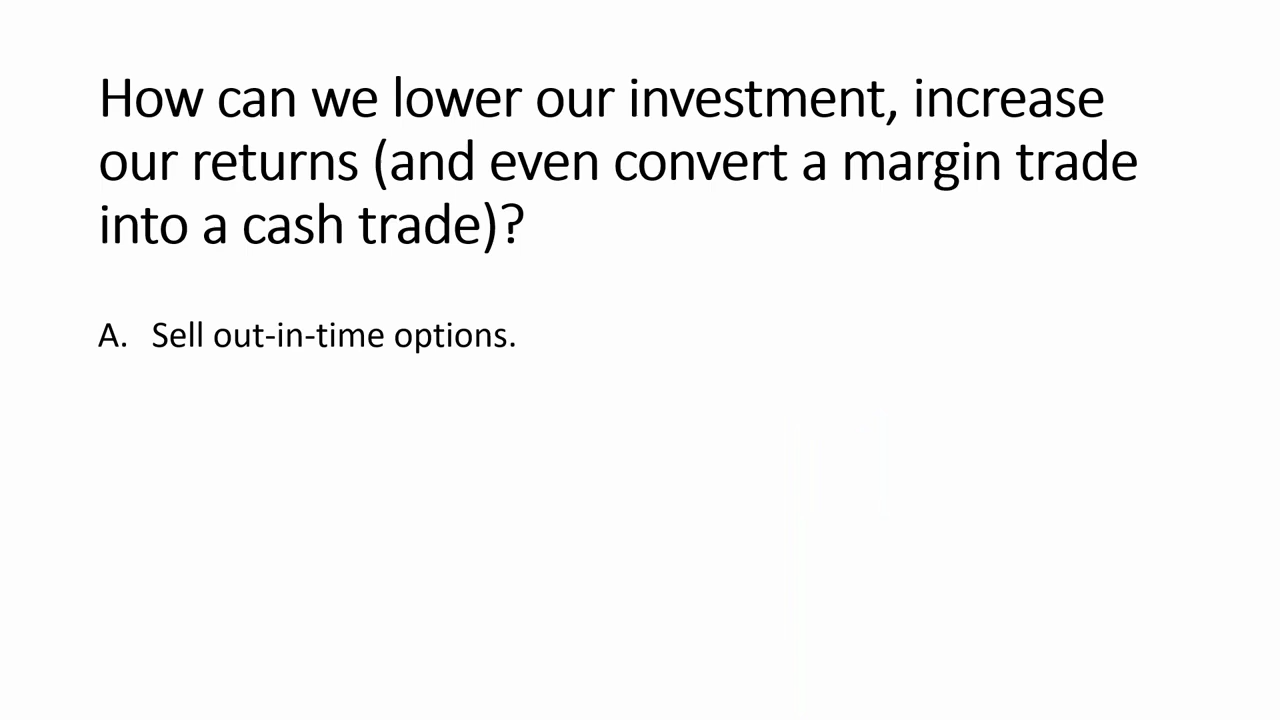 How can we lower our investment, increase
our returns (and even convert a margin trade
into a cash trade)?
A. Sell out-in-time options.